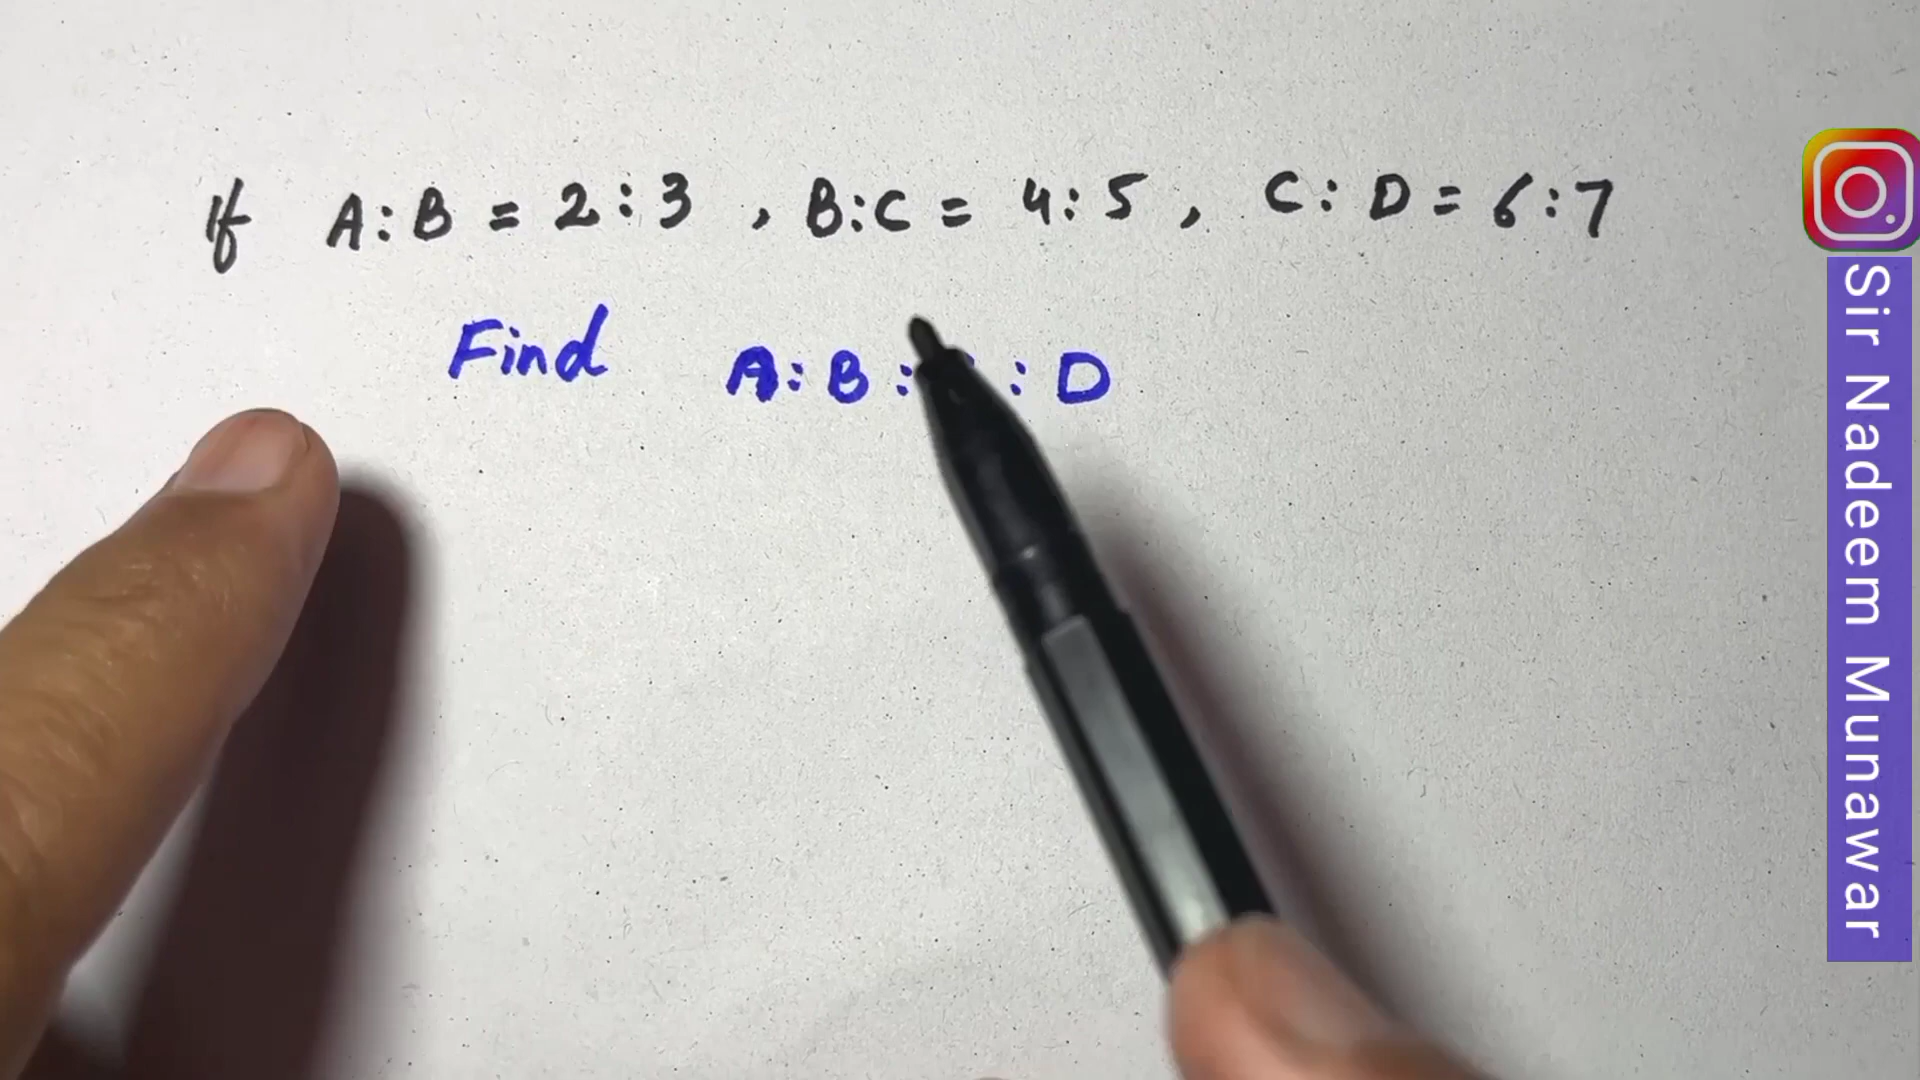 If A:B = 2:3 , B:C = 4:5 , C:D = 6:7
Find A:B: :D
Sir Nadeem Munawar